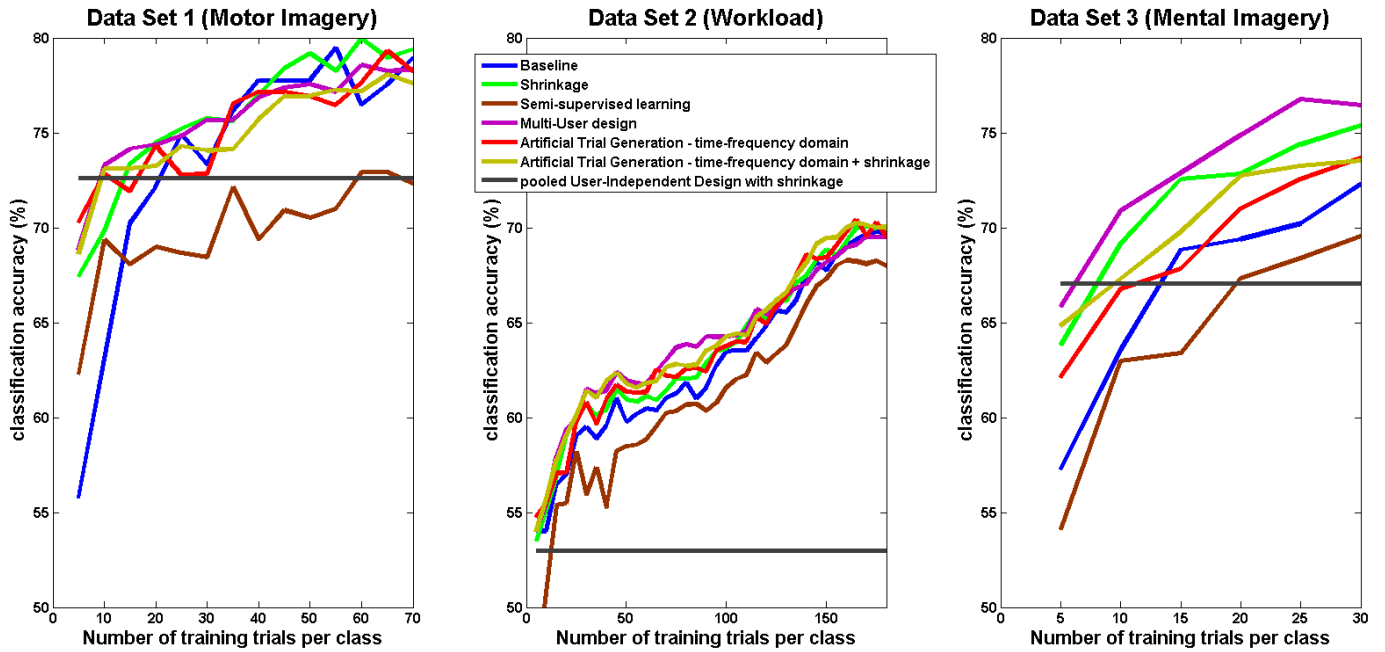 Data Set 1 (Motor Imagery)
80
75
70
65
60
55
50
0
10
20
30
40
50
60
70
classification accuracy (%)
Number of training trials per class
Data Set 2 (Workload)
80
75
70
65
60
55
50
0
50
100
150
classification accuracy (%)
Number of training trials per class
Baseline
Shrinkage
Semi-supervised learning
Multi-User design
Artificial Trial Generation - time-frequency domain
Artificial Trial Generation - time-frequency domain + shrinkage
pooled User-Independent Design with shrinkage
Data Set 3 (Mental Imagery)
80
75
70
65
60
55
50
0
5
10
15
20
25
30
classification accuracy (%)
Number of training trials per class